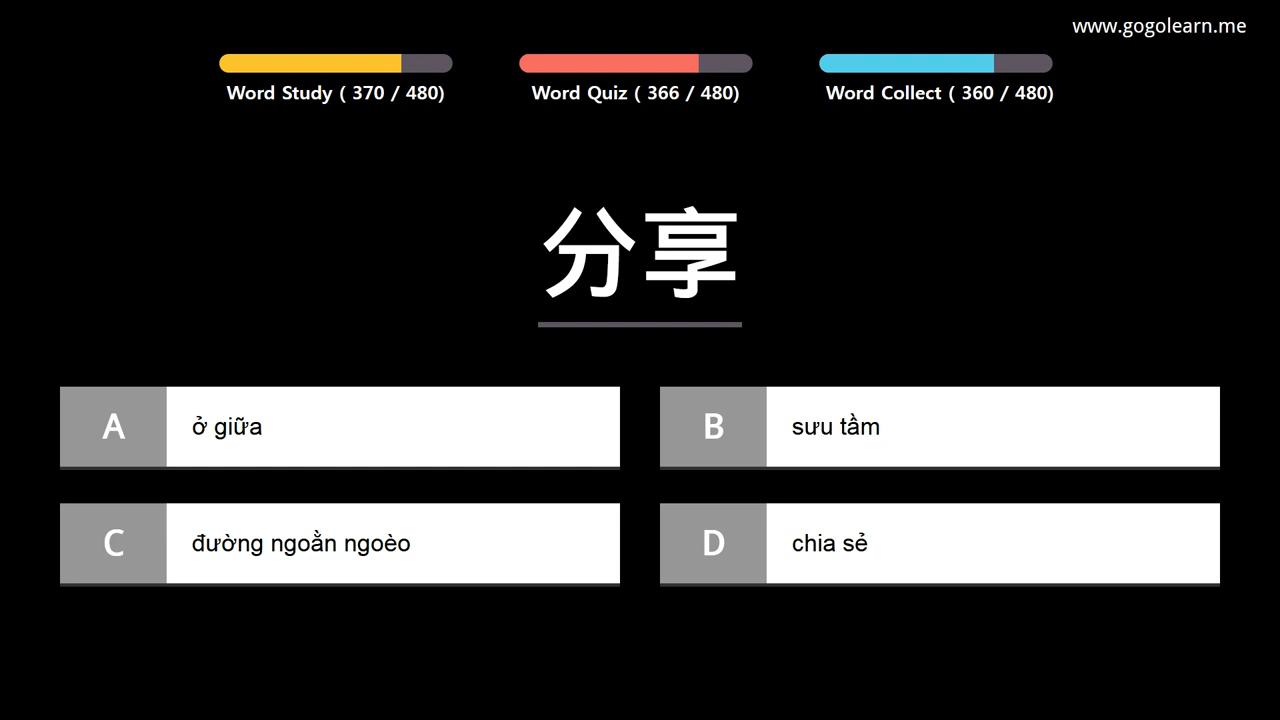 www.gogolearn.me
Word Study ( 370 / 480)
Word Quiz ( 366 / 480)
Word Collect ( 360 / 480)
分享
A
ở giữa
B
sưu tầm
C
đường ngoằn ngoèo
D
chia sẻ